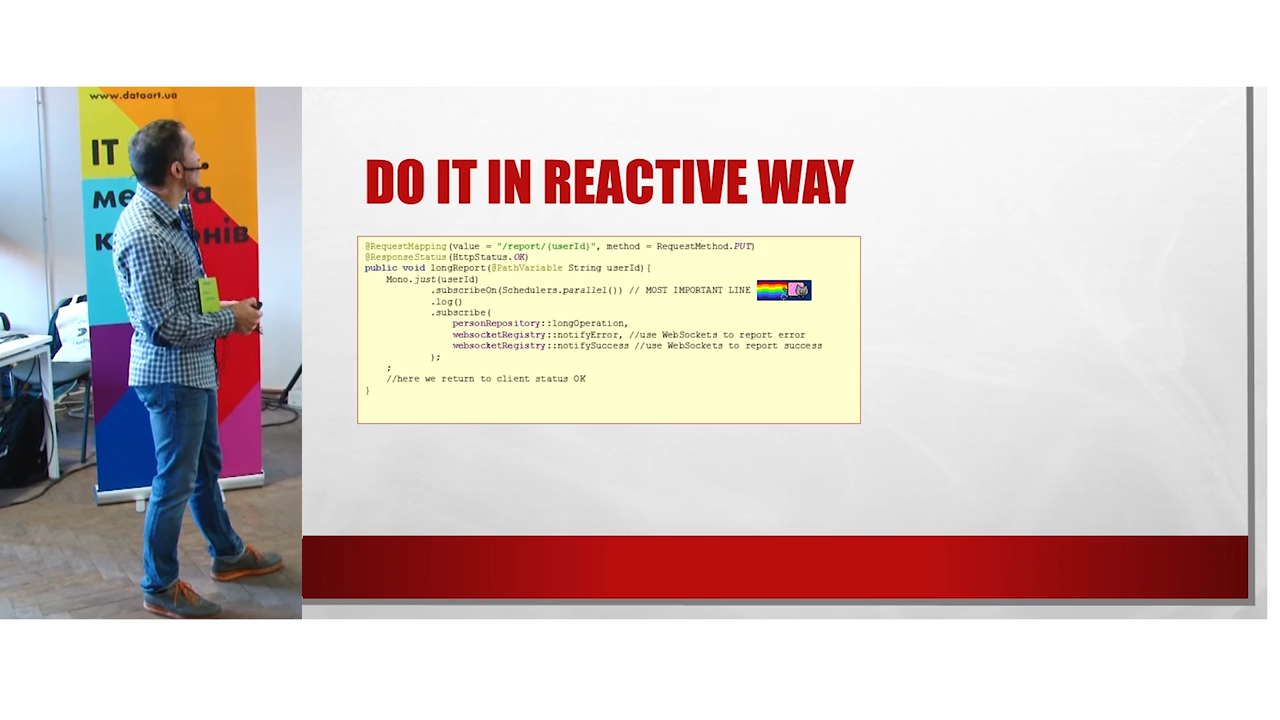 www.dataart.ua
IT
DO IT IN REACTIVE WAY
@RequestMapping(value = "/report/{userId}", method = RequestMethod.PUT)
@ResponseStatus(HttpStatus.OK)
public void longReport(@PathVariable String userId){
Mono.just(userId)
.subscribeOn(Schedulers.parallel()) // MOST IMPORTANT LINE
.log()
.subscribe(
personRepository::longOperation,
websocketRegistry::notifyError, //use WebSockets to report error
websocketRegistry::notifySuccess //use WebSockets to report success
);
;
//here we return to client status OK
}